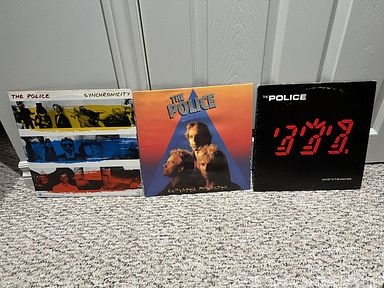 THE POLICE SYNCHRONICITY
THE
POLICE
ZENYATTA MONDATTA
THE POLICE
GHOST IN THE MACHINE